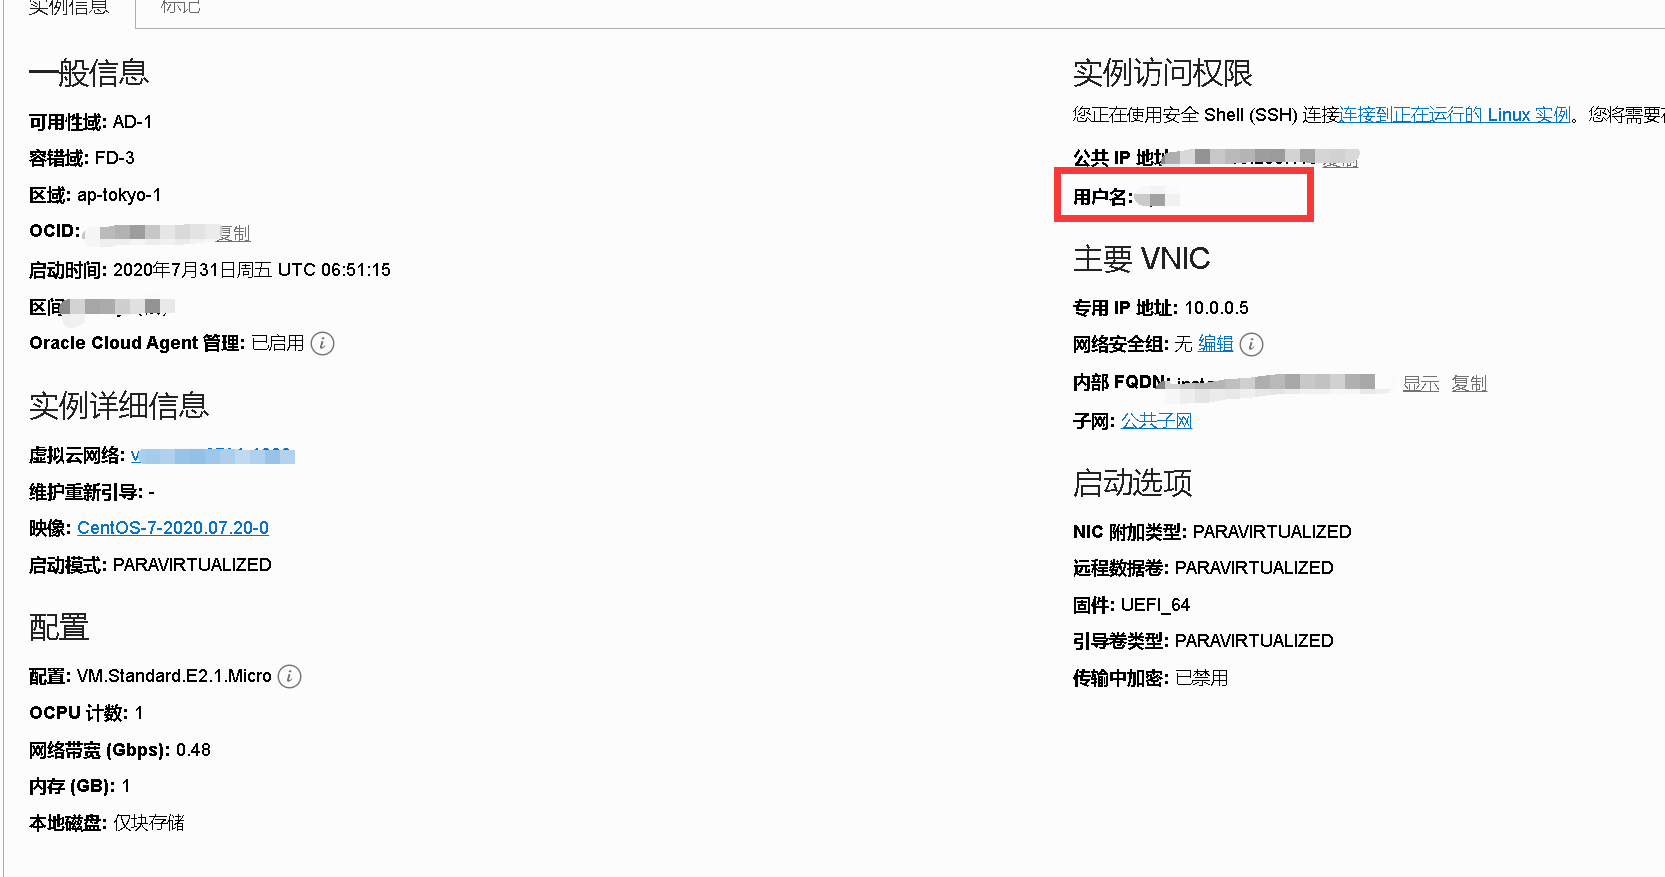 实例信息
标记
一般信息
可用性域: AD-1
容错域: FD-3
区域: ap-tokyo-1
OCID: 复制
启动时间: 2020年7月31日周五 UTC 06:51:15
区间
Oracle Cloud Agent 管理: 已启用
实例详细信息
虚拟云网络: v
维护重新引导: -
映像: CentOS-7-2020.07.20-0
启动模式: PARAVIRTUALIZED
配置
配置: VM.Standard.E2.1.Micro
OCPU 计数: 1
网络带宽 (Gbps): 0.48
内存 (GB): 1
本地磁盘: 仅块存储
实例访问权限
您正在使用安全 Shell (SSH) 连接连接到正在运行的 Linux 实例。您将需要在
公共 IP 地址 复制
用户名:
主要 VNIC
专用 IP 地址: 10.0.0.5
网络安全组: 无 编辑
内部 FQDN: 显示 复制
子网: 公共子网
启动选项
NIC 附加类型: PARAVIRTUALIZED
远程数据卷: PARAVIRTUALIZED
固件: UEFI_64
引导卷类型: PARAVIRTUALIZED
传输中加密: 已禁用